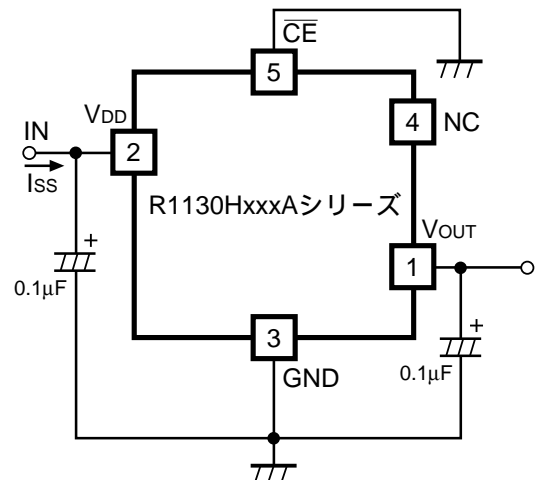 CE
5
VDD
4 NC
IN
2
ISS
R1130HxxxAシリーズ
VOUT
1
+
0.1μF
3
+
GND
0.1μF